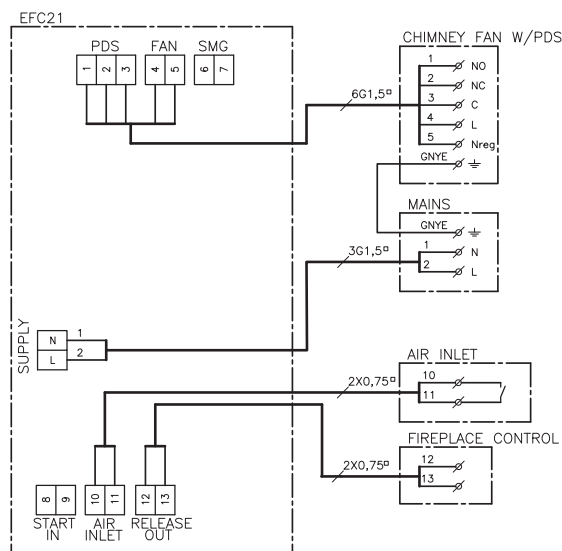 EFC21
PDS FAN SMG
1 2 3 4 5 6 7
CHIMNEY FAN W/PDS
1 NO
2 NC
3 C
4 L
5 Nreg
GNYE
6G1,5¤
MAINS
GNYE
1 N
2 L
3G1,5¤
SUPPLY
N 1
L 2
AIR INLET
10
11
2X0,75¤
FIREPLACE CONTROL
12
13
2X0,75¤
8 9 10 11 12 13
START IN
AIR INLET
RELEASE OUT